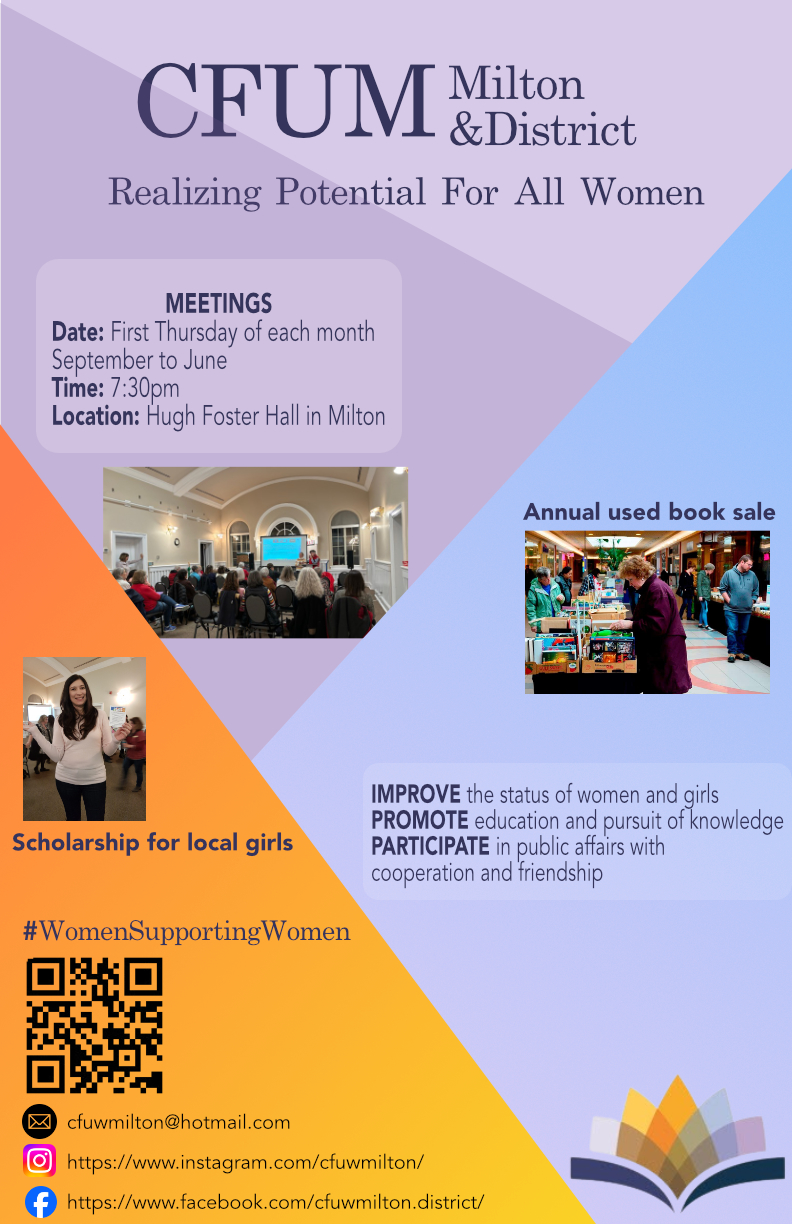 CFUM Milton
&District
Realizing Potential For All Women
MEETINGS
Date: First Thursday of each month
September to June
Time: 7:30pm
Location: Hugh Foster Hall in Milton
Annual used book sale
Scholarship for local girls
IMPROVE the status of women and girls
PROMOTE education and pursuit of knowledge
PARTICIPATE in public affairs with
cooperation and friendship
#WomenSupportingWomen
cfuwmilton@hotmail.com
https://www.instagram.com/cfuwmilton/
https://www.facebook.com/cfuwmilton.district/